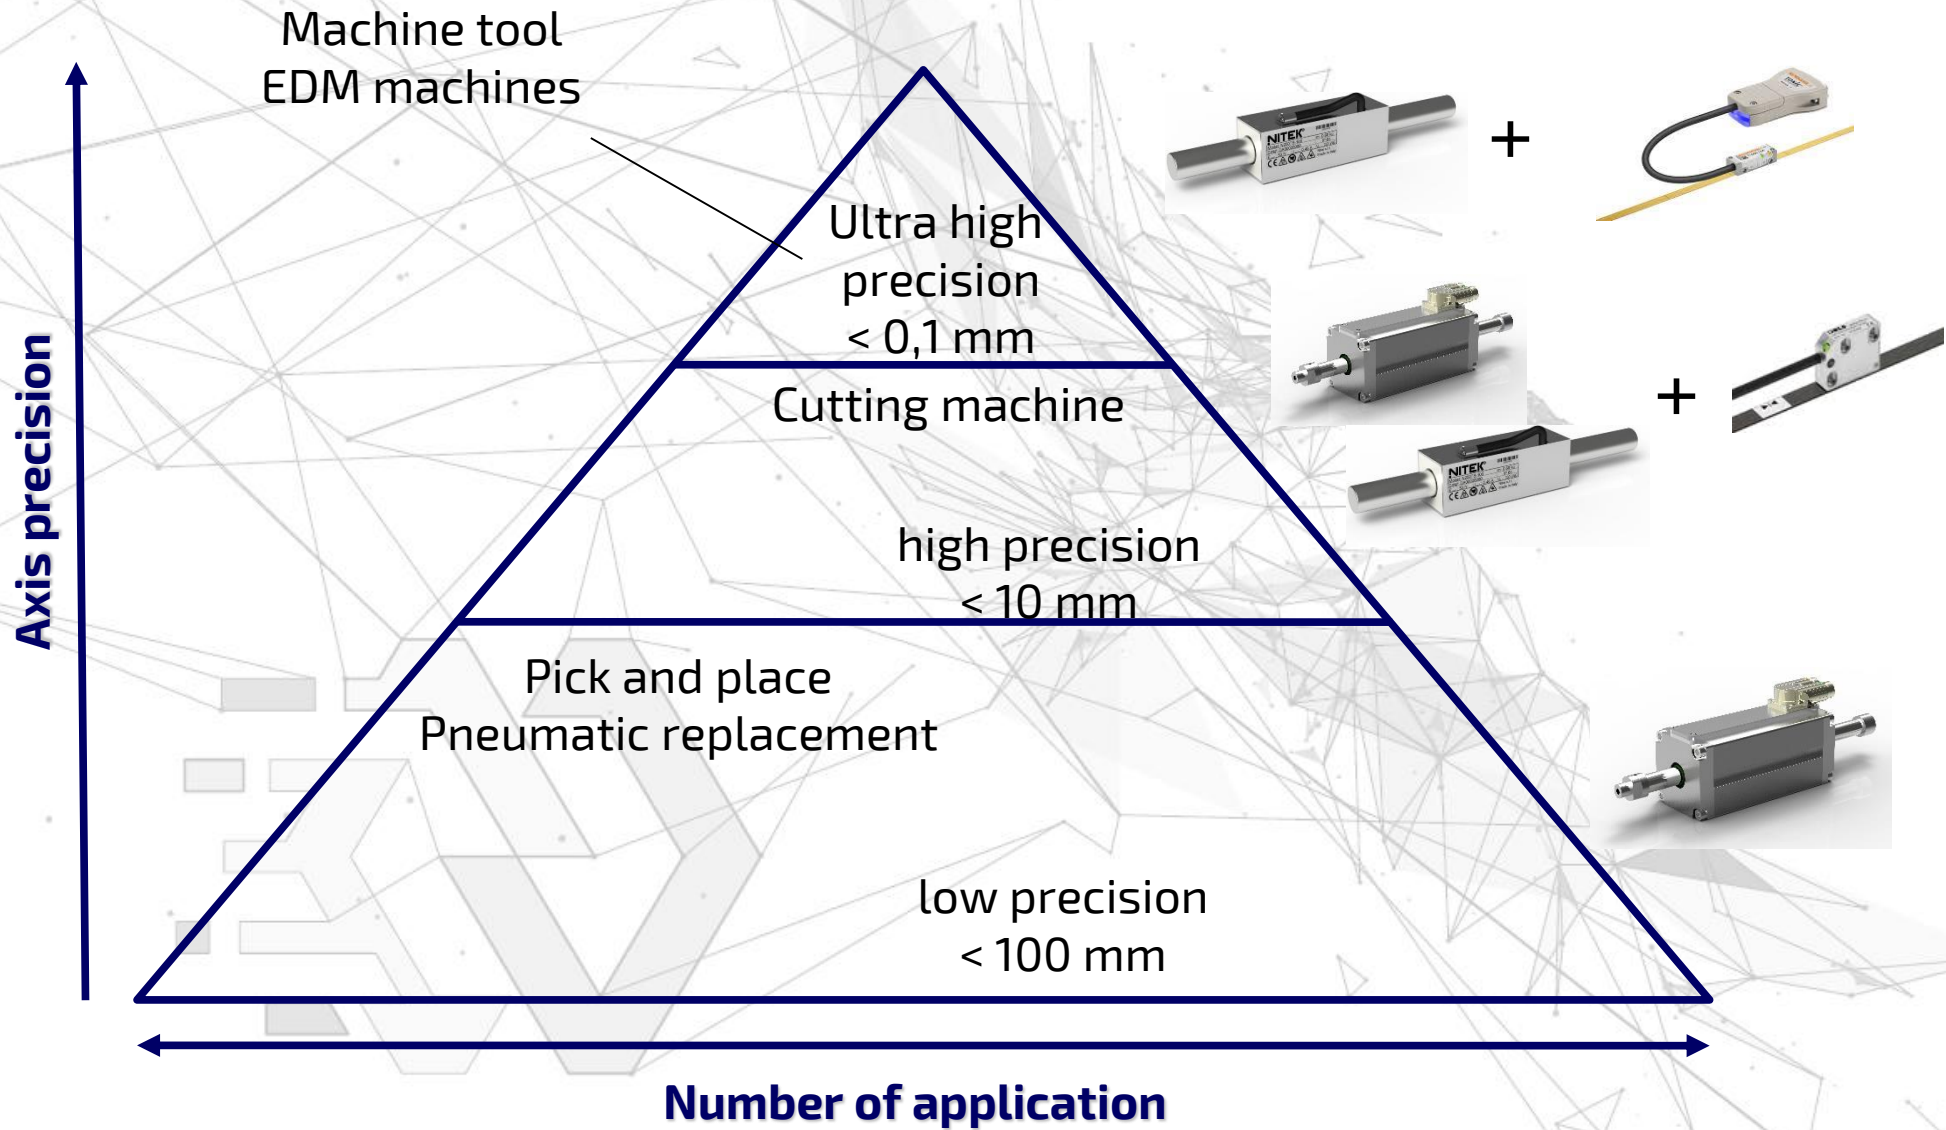 Machine tool
EDM machines
Ultra high
precision
< 0,1 mm
Cutting machine
high precision
< 10 mm
Pick and place
Pneumatic replacement
low precision
< 100 mm
Axis precision
Number of application
NITEK
NITEK